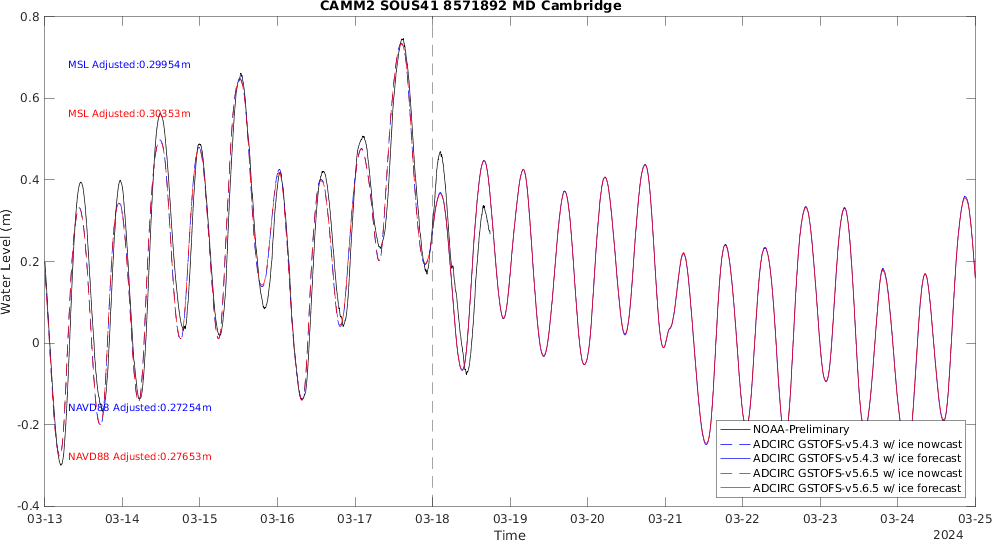 CAMM2 SOUS41 8571892 MD Cambridge
0.8
0.6
0.4
0.2
0
-0.2
-0.4
Water Level (m)
MSL Adjusted:0.29954m
MSL Adjusted:0.30353m
NAVD88 Adjusted:0.27254m
NAVD88 Adjusted:0.27653m
NOAA-Preliminary
ADCIRC GSTOFS-v5.4.3 w/ ice nowcast
ADCIRC GSTOFS-v5.4.3 w/ ice forecast
ADCIRC GSTOFS-v5.6.5 w/ ice nowcast
ADCIRC GSTOFS-v5.6.5 w/ ice forecast
03-13 03-14 03-15 03-16 03-17 03-18 03-19 03-20 03-21 03-22 03-23 03-24 03-25
Time
2024